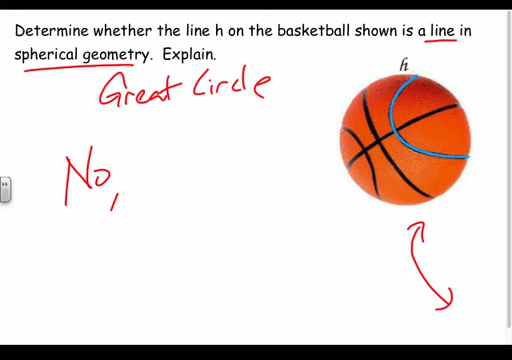 Determine whether the line h on the basketball shown is a line in
spherical geometry. Explain.
Great Circle
h
No,